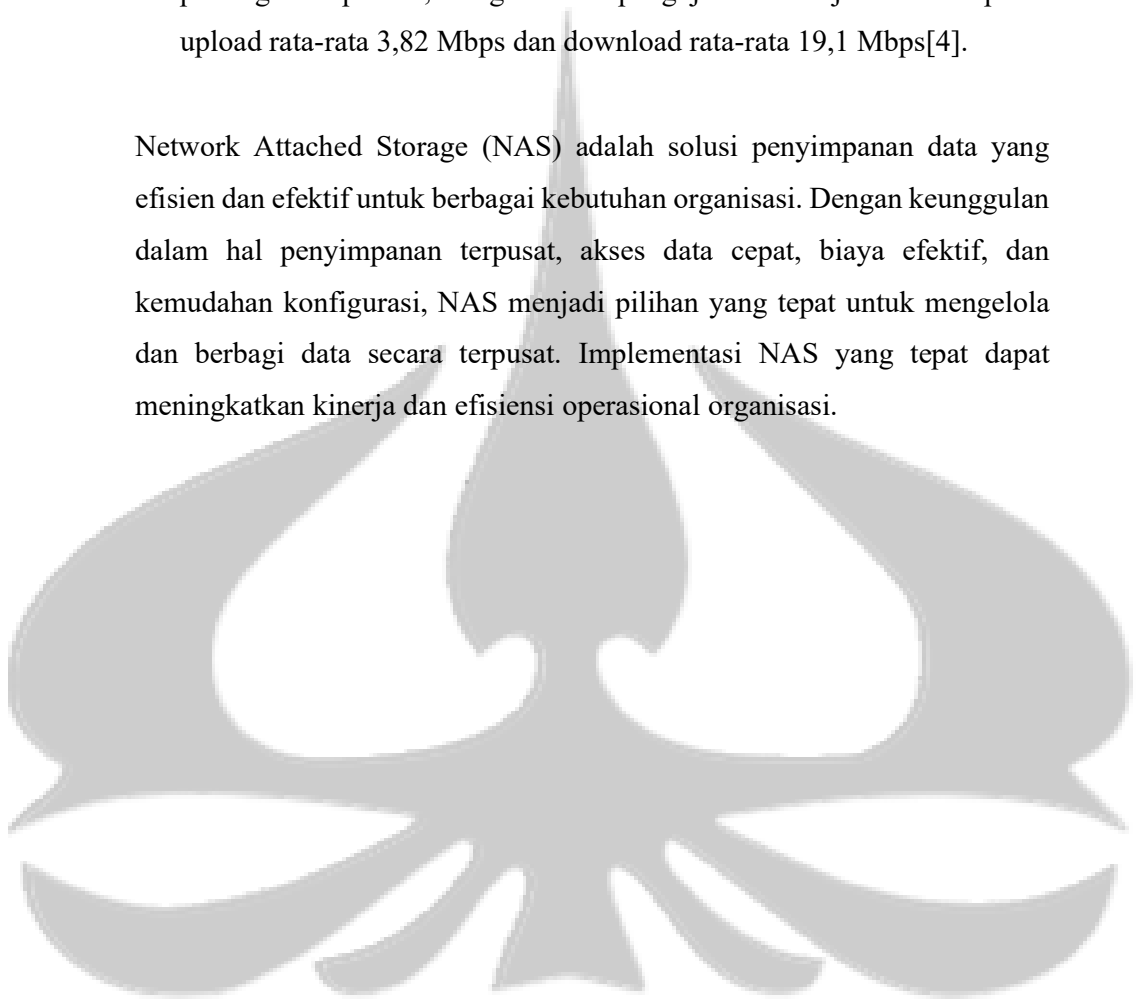 upload rata-rata 3,82 Mbps dan download rata-rata 19,1 Mbps[4].
Network Attached Storage (NAS) adalah solusi penyimpanan data yang
efisien dan efektif untuk berbagai kebutuhan organisasi. Dengan keunggulan
dalam hal penyimpanan terpusat, akses data cepat, biaya efektif, dan
kemudahan konfigurasi, NAS menjadi pilihan yang tepat untuk mengelola
dan berbagi data secara terpusat. Implementasi NAS yang tepat dapat
meningkatkan kinerja dan efisiensi operasional organisasi.